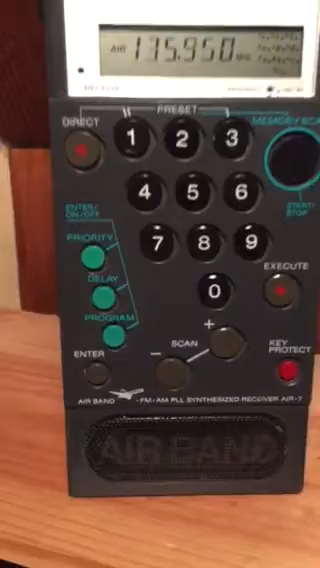 AIR 135.950 MHz
PRESET
DIRECT 1 2 3 MEMORY SCA
4 5 6
START/
STOP
ENTER/
ON/OFF
PRIORITY 7 8 9
DELAY 0 EXECUTE
PROGRAM
+
SCAN
ENTER − KEY
PROTECT
AIR BAND FM-AM PLL SYNTHESIZED RECEIVER AIR-7
AIR BAND